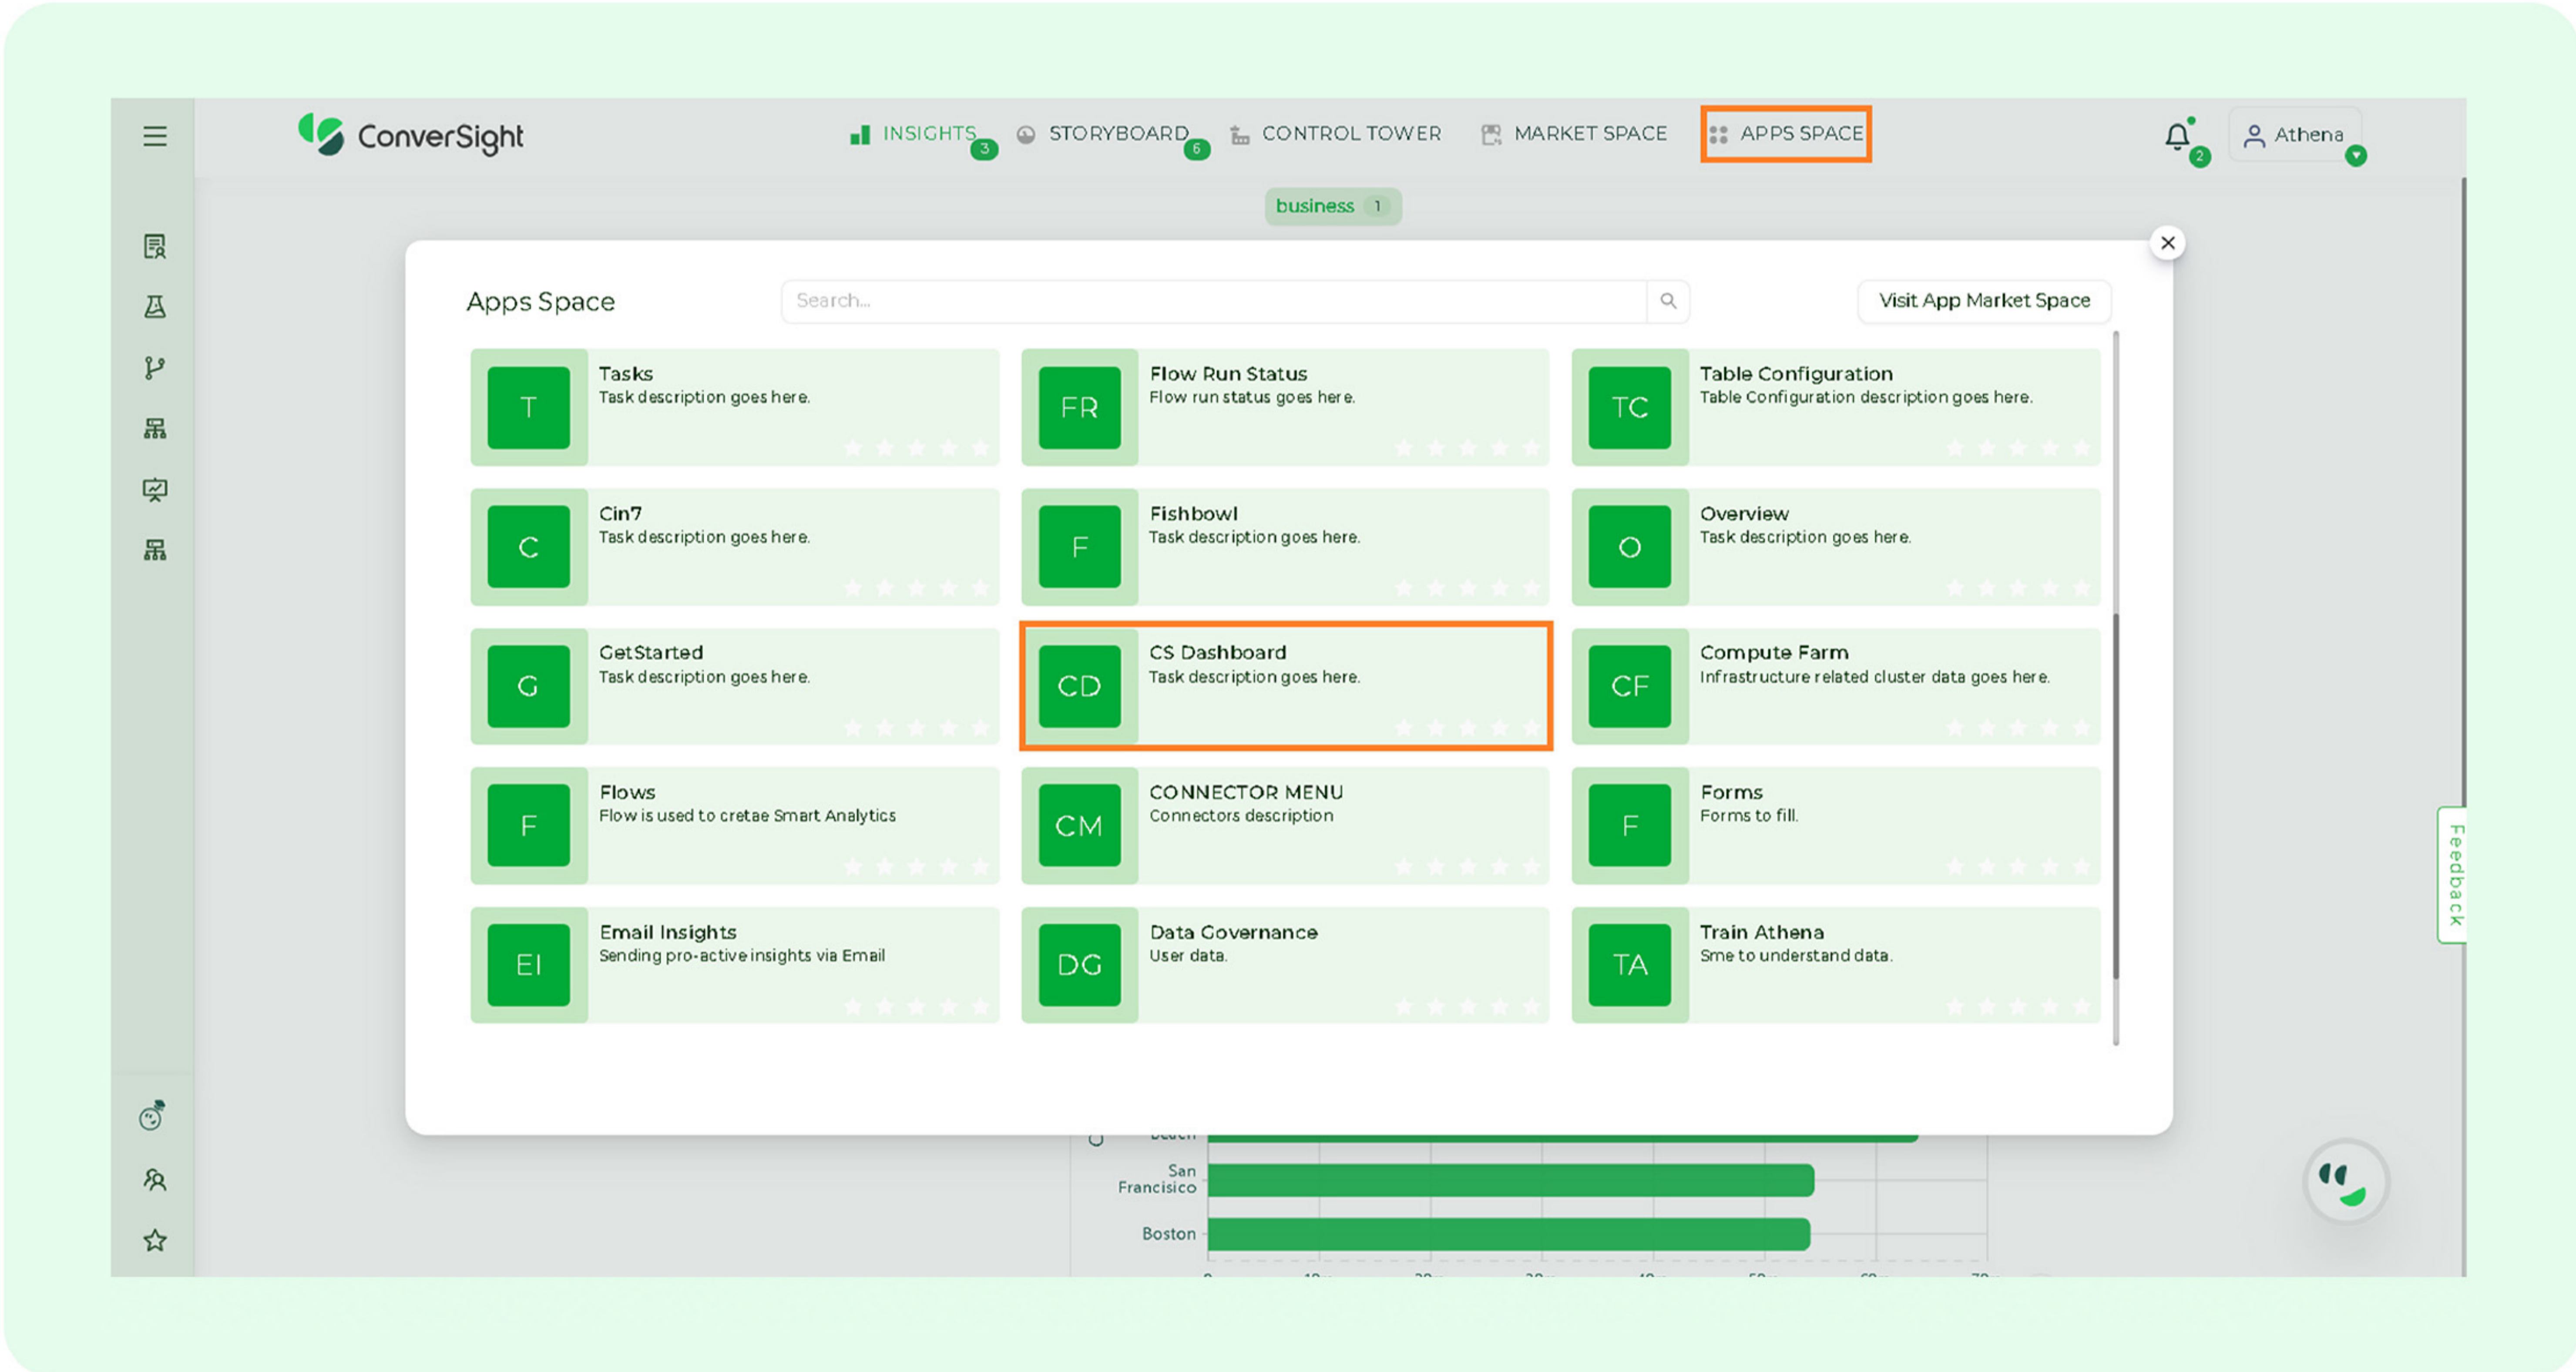 ConverSight
INSIGHTS 3
STORYBOARD 6
CONTROL TOWER
MARKET SPACE
APPS SPACE
2
Athena
business 1
Apps Space
Search...
Visit App Market Space
T
Tasks
Task description goes here.
FR
Flow Run Status
Flow run status goes here.
TC
Table Configuration
Table Configuration description goes here.
C
Cin7
Task description goes here.
F
Fishbowl
Task description goes here.
O
Overview
Task description goes here.
G
GetStarted
Task description goes here.
CD
CS Dashboard
Task description goes here.
CF
Compute Farm
Infrastructure related cluster data goes here.
F
Flows
Flow is used to cretae Smart Analytics
CM
CONNECTOR MENU
Connectors description
F
Forms
Forms to fill.
EI
Email Insights
Sending pro-active insights via Email
DG
Data Governance
User data.
TA
Train Athena
Sme to understand data.
Feedback
San
Francisico
Boston